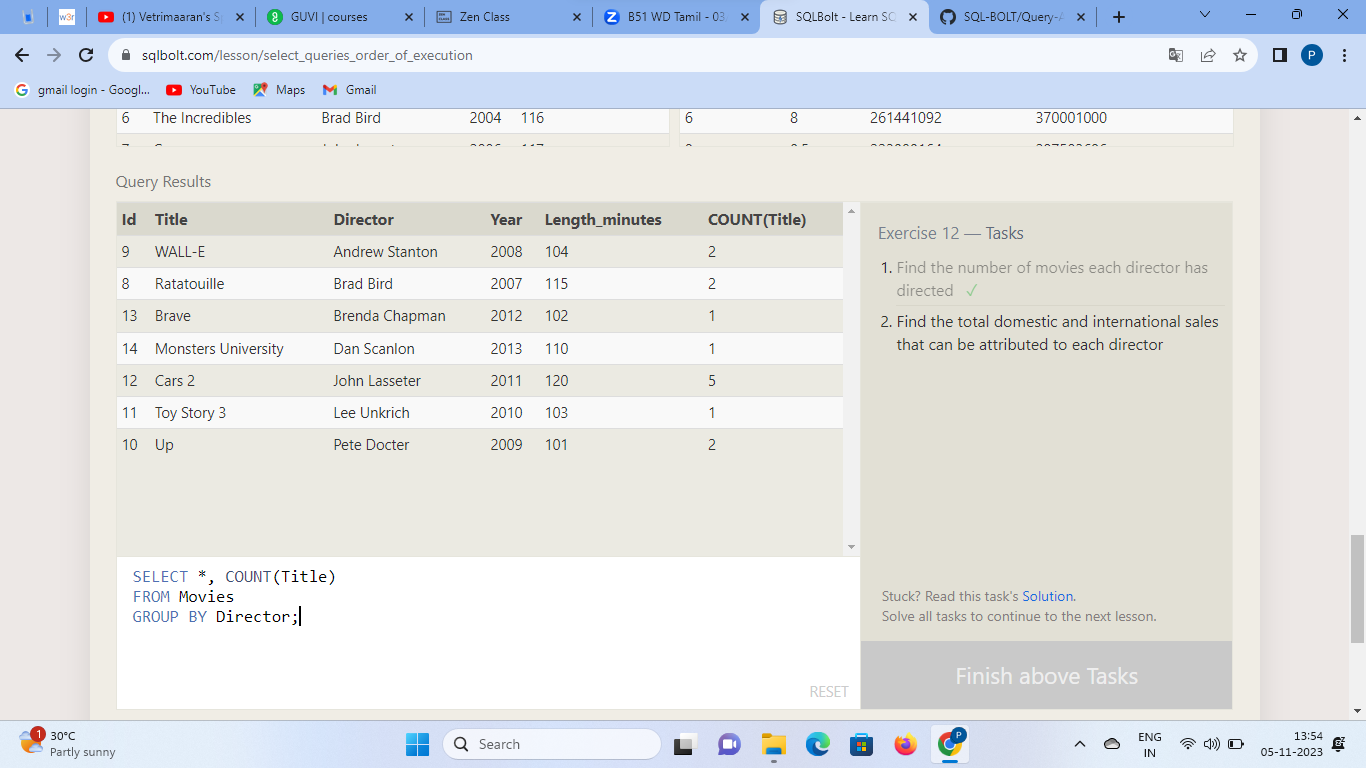 (1) Vetrimaaran's S
GUVI | courses
Zen Class
B51 WD Tamil - 03
SQLBolt - Learn SQ
SQL-BOLT/Query-A
sqlbolt.com/lesson/select_queries_order_of_execution
P
gmail login - Googl...
YouTube
Maps
Gmail
6 The Incredibles Brad Bird 2004 116
6 8 261441092 370001000
Query Results
Id Title Director Year Length_minutes COUNT(Title)
9 WALL-E Andrew Stanton 2008 104 2
8 Ratatouille Brad Bird 2007 115 2
13 Brave Brenda Chapman 2012 102 1
14 Monsters University Dan Scanlon 2013 110 1
12 Cars 2 John Lasseter 2011 120 5
11 Toy Story 3 Lee Unkrich 2010 103 1
10 Up Pete Docter 2009 101 2
Exercise 12 — Tasks
1. Find the number of movies each director has
directed ✓
2. Find the total domestic and international sales
that can be attributed to each director
SELECT *, COUNT(Title)
FROM Movies
GROUP BY Director;
RESET
Stuck? Read this task's Solution.
Solve all tasks to continue to the next lesson.
Finish above Tasks
1
30°C
Partly sunny
Search
P
ENG
IN
13:54
05-11-2023